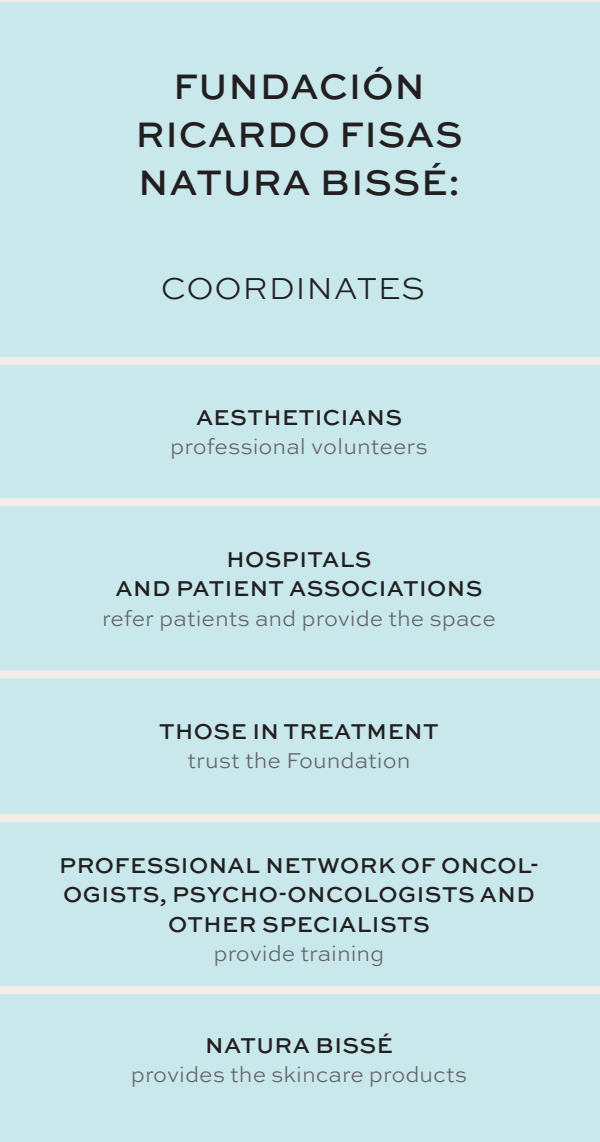 FUNDACIÓN
RICARDO FISAS
NATURA BISSÉ:
COORDINATES
AESTHETICIANS
professional volunteers
HOSPITALS
AND PATIENT ASSOCIATIONS
refer patients and provide the space
THOSE IN TREATMENT
trust the Foundation
PROFESSIONAL NETWORK OF ONCOL-
OGISTS, PSYCHO-ONCOLOGISTS AND
OTHER SPECIALISTS
provide training
NATURA BISSÉ
provides the skincare products